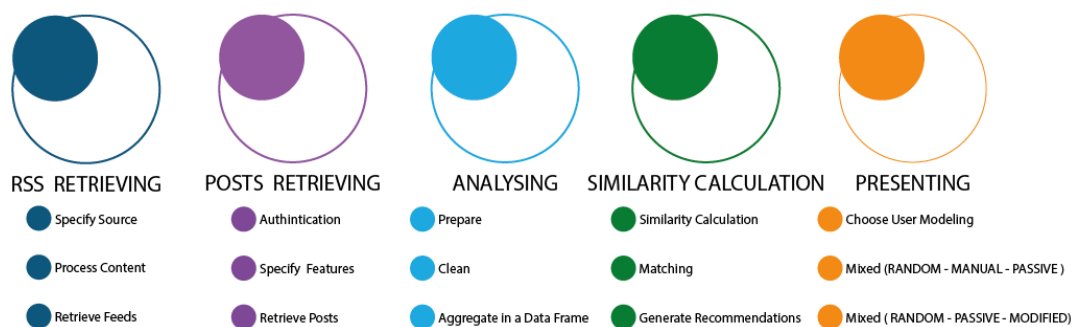 RSS RETRIEVING
Specify Source
Process Content
Retrieve Feeds
POSTS RETRIEVING
Authintication
Specify Features
Retrieve Posts
ANALYSING
Prepare
Clean
Aggregate in a Data Frame
SIMILARITY CALCULATION
Similarity Calculation
Matching
Generate Recommendations
PRESENTING
Choose User Modeling
Mixed (RANDOM - MANUAL - PASSIVE )
Mixed ( RANDOM - PASSIVE - MODIFIED)